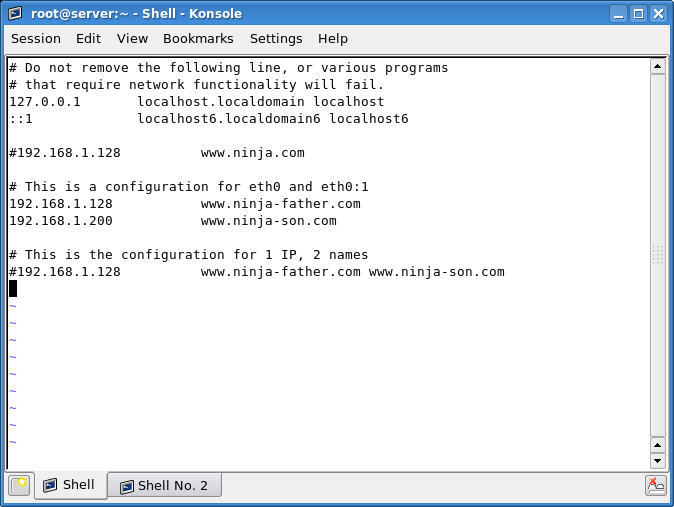 root@server:~ - Shell - Konsole
Session Edit View Bookmarks Settings Help
# Do not remove the following line, or various programs
# that require network functionality will fail.
127.0.0.1       localhost.localdomain localhost
::1             localhost6.localdomain6 localhost6
#192.168.1.128          www.ninja.com
# This is a configuration for eth0 and eth0:1
192.168.1.128           www.ninja-father.com
192.168.1.200           www.ninja-son.com
# This is the configuration for 1 IP, 2 names
#192.168.1.128          www.ninja-father.com www.ninja-son.com
~
~
~
~
~
~
~
~
~
Shell Shell No. 2